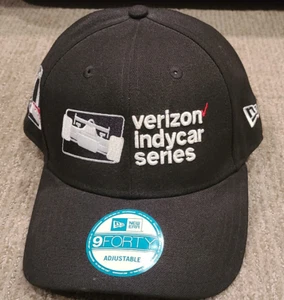 verizon
indycar
series
NEW ERA
9FORTY
ADJUSTABLE